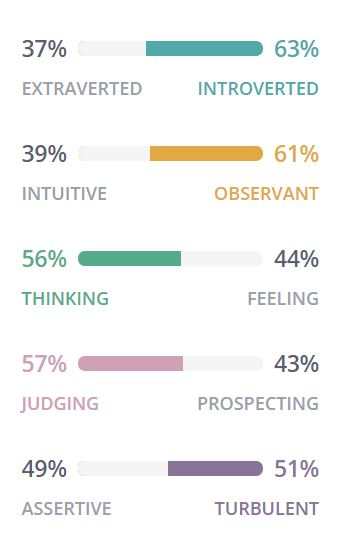 37% 63%
EXTRAVERTED INTROVERTED
39% 61%
INTUITIVE OBSERVANT
56% 44%
THINKING FEELING
57% 43%
JUDGING PROSPECTING
49% 51%
ASSERTIVE TURBULENT